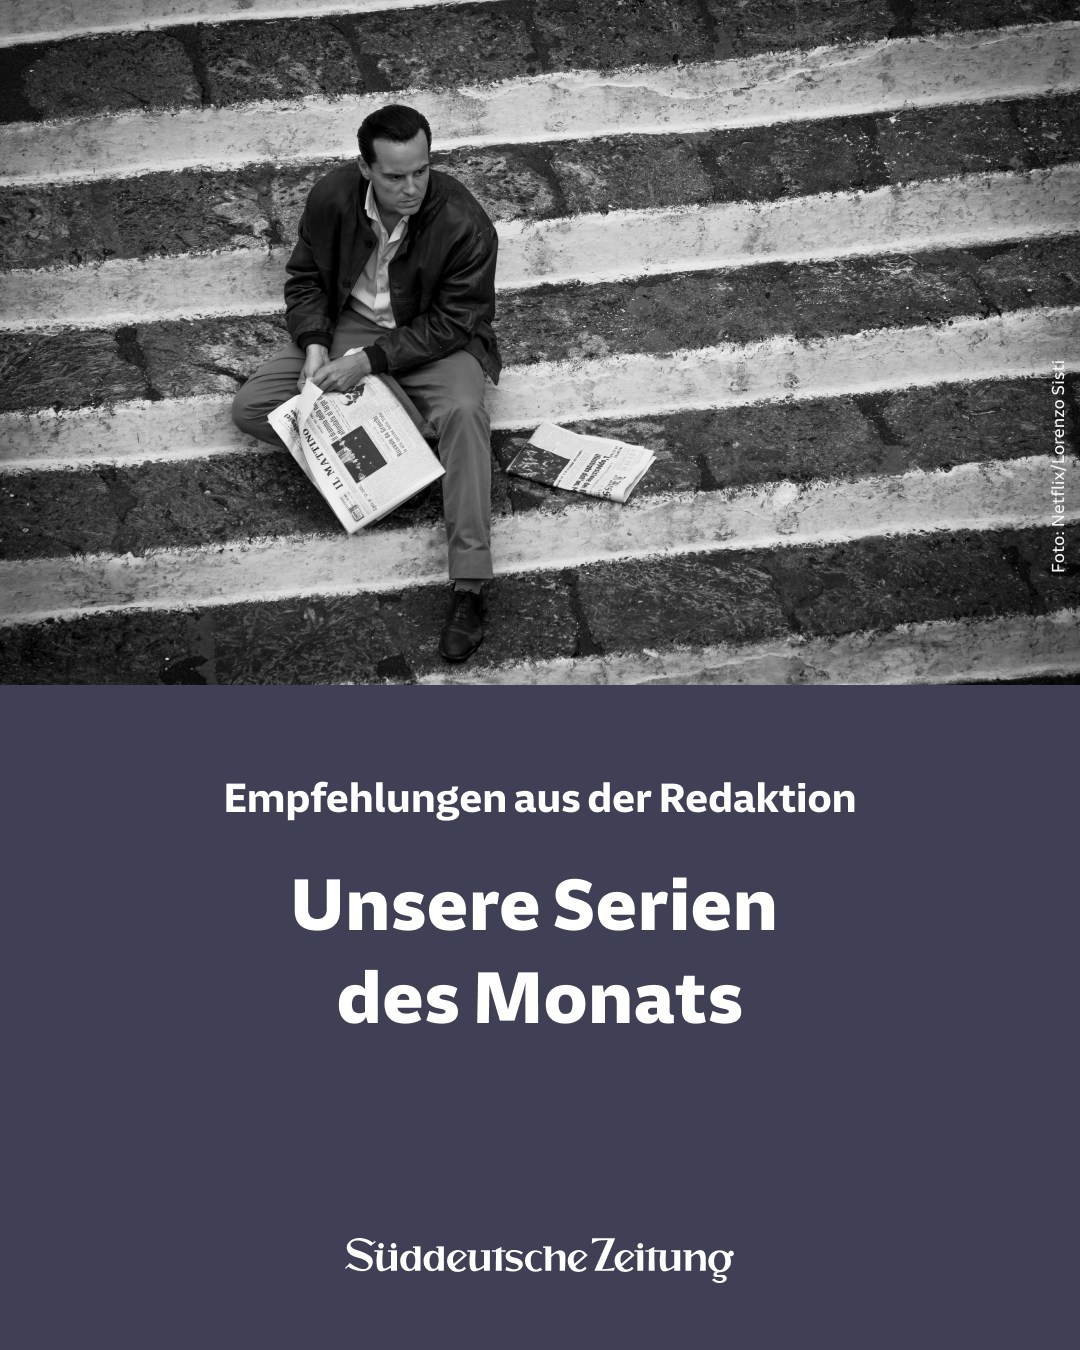 IL MATTINO
Foto: Netflix/Lorenzo Sisti
Empfehlungen aus der Redaktion
Unsere Serien
des Monats
Süddeutsche Zeitung